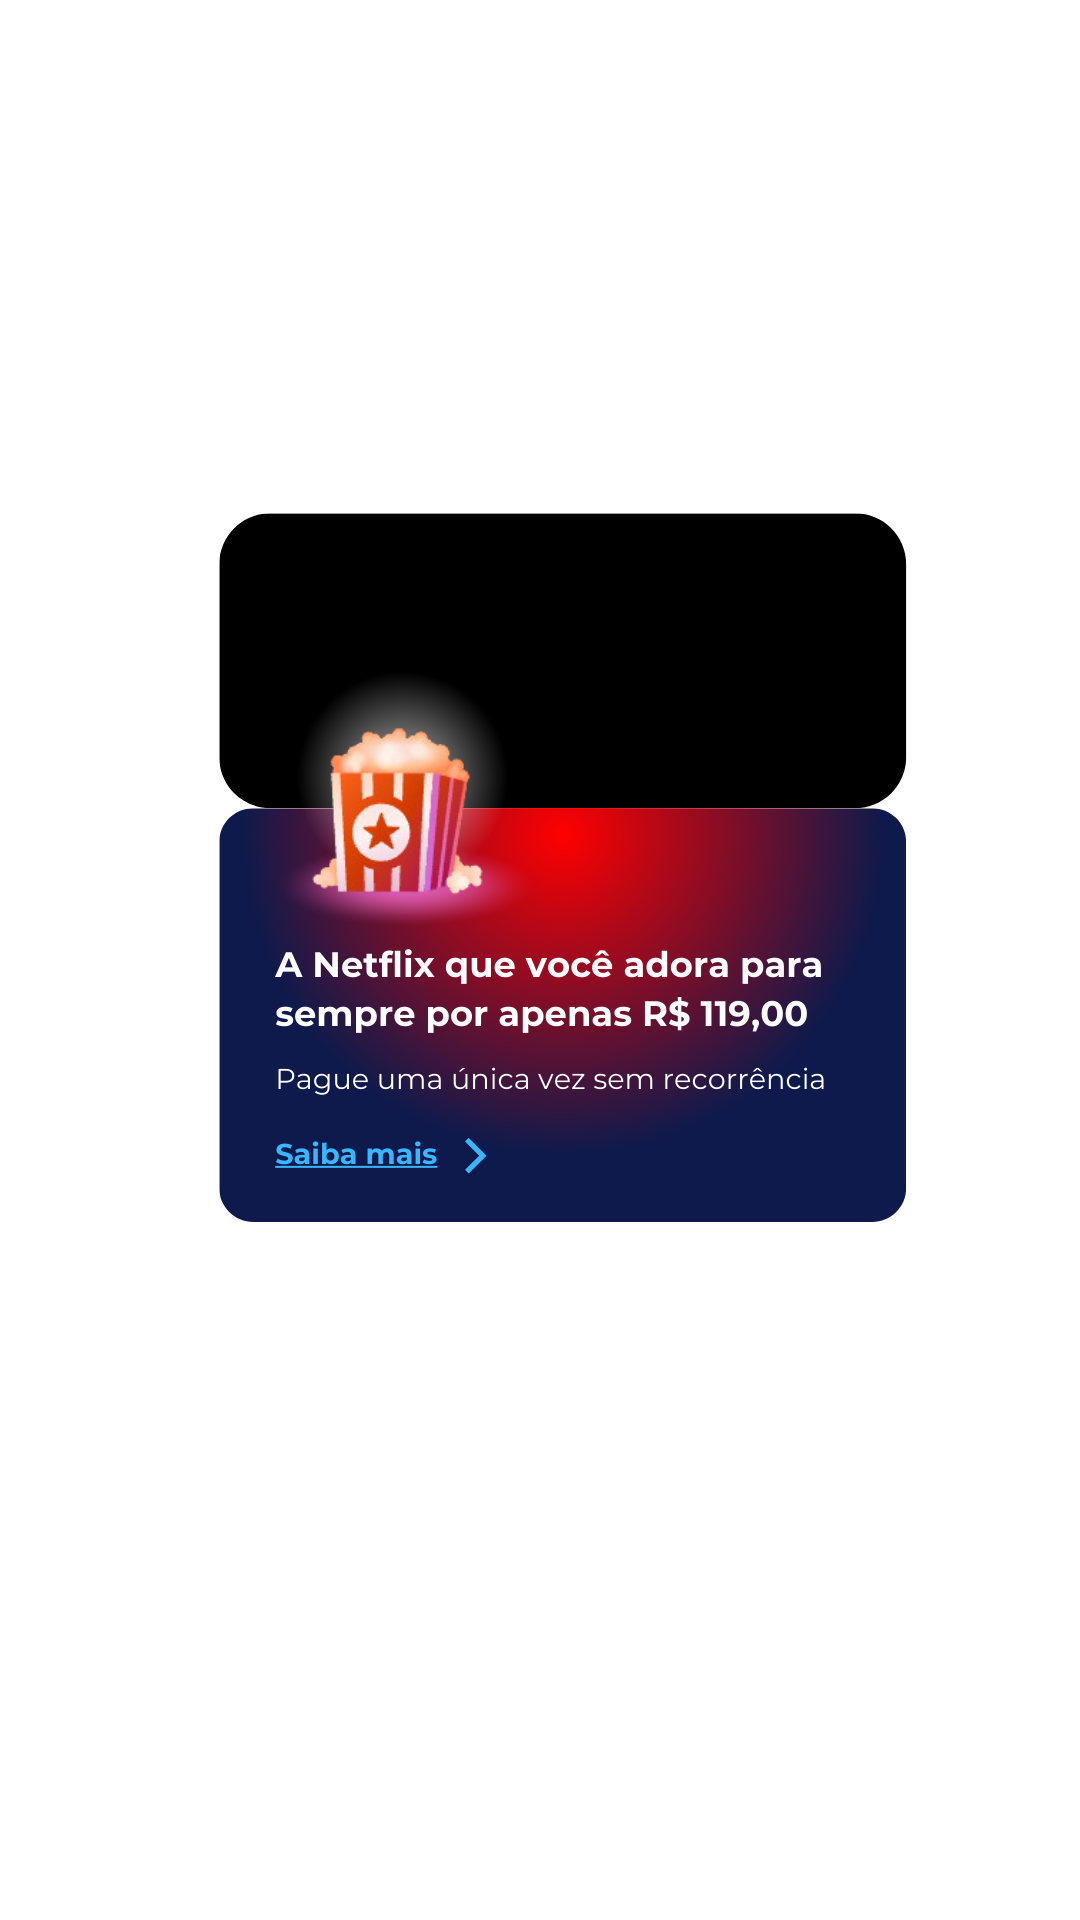 A Netflix que você adora para
sempre por apenas R$ 119,00
Pague uma única vez sem recorrência
Saiba mais